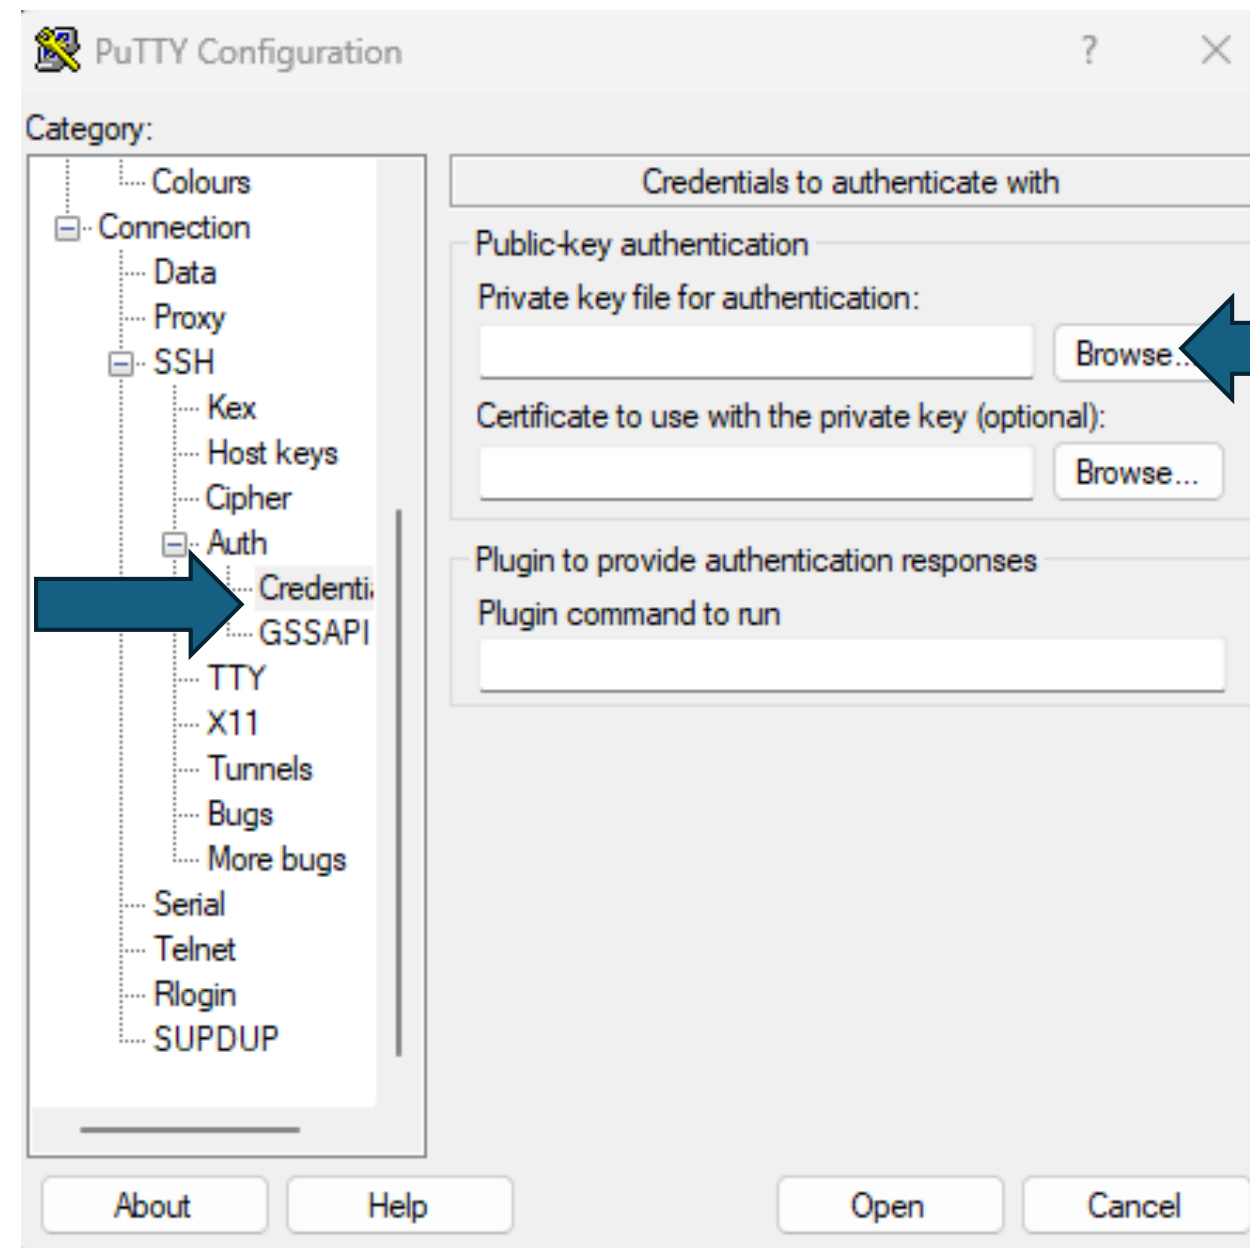 PuTTY Configuration
Category:
Colours
Connection
Data
Proxy
SSH
Kex
Host keys
Cipher
Auth
Credentia
GSSAPI
TTY
X11
Tunnels
Bugs
More bugs
Serial
Telnet
Rlogin
SUPDUP
Credentials to authenticate with
Public-key authentication
Private key file for authentication:
Browse...
Certificate to use with the private key (optional):
Browse...
Plugin to provide authentication responses
Plugin command to run
About
Help
Open
Cancel